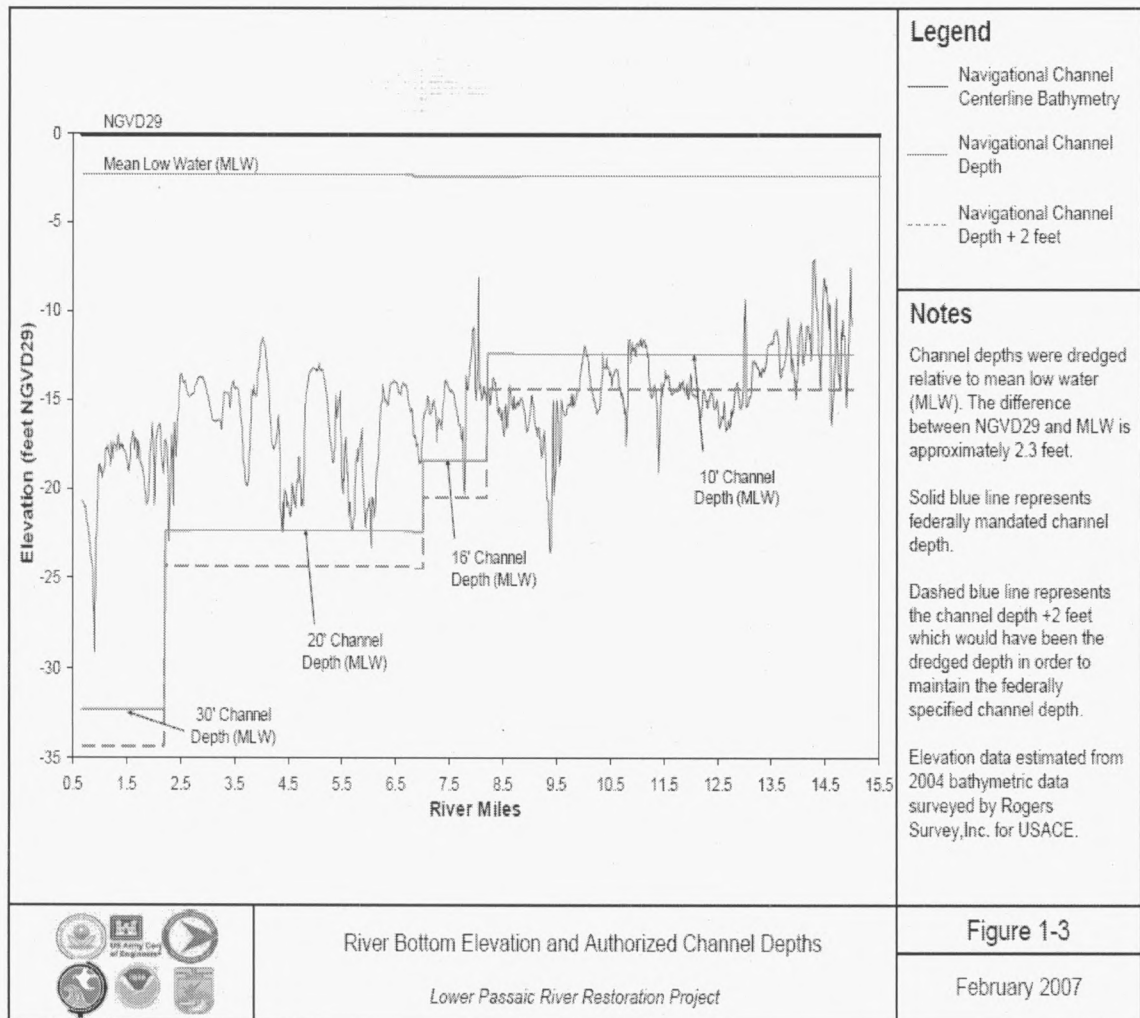 NGVD29
Mean Low Water (MLW)
0
-5
-10
-15
-20
-25
-30
-35
Elevation (feet NGVD29)
30' Channel
Depth (MLW)
20' Channel
Depth (MLW)
16' Channel
Depth (MLW)
10' Channel
Depth (MLW)
0.5 1.5 2.5 3.5 4.5 5.5 6.5 7.5 8.5 9.5 10.5 11.5 12.5 13.5 14.5 15.5
River Miles
Legend
Navigational Channel
Centerline Bathymetry
Navigational Channel
Depth
Navigational Channel
Depth + 2 feet
Notes
Channel depths were dredged
relative to mean low water
(MLW). The difference
between NGVD29 and MLW is
approximately 2.3 feet.
Solid blue line represents
federally mandated channel
depth.
Dashed blue line represents
the channel depth +2 feet
which would have been the
dredged depth in order to
maintain the federally
specified channel depth.
Elevation data estimated from
2004 bathymetric data
surveyed by Rogers
Survey,Inc. for USACE.
US Army Corps
of Engineers
River Bottom Elevation and Authorized Channel Depths
Lower Passaic River Restoration Project
Figure 1-3
February 2007